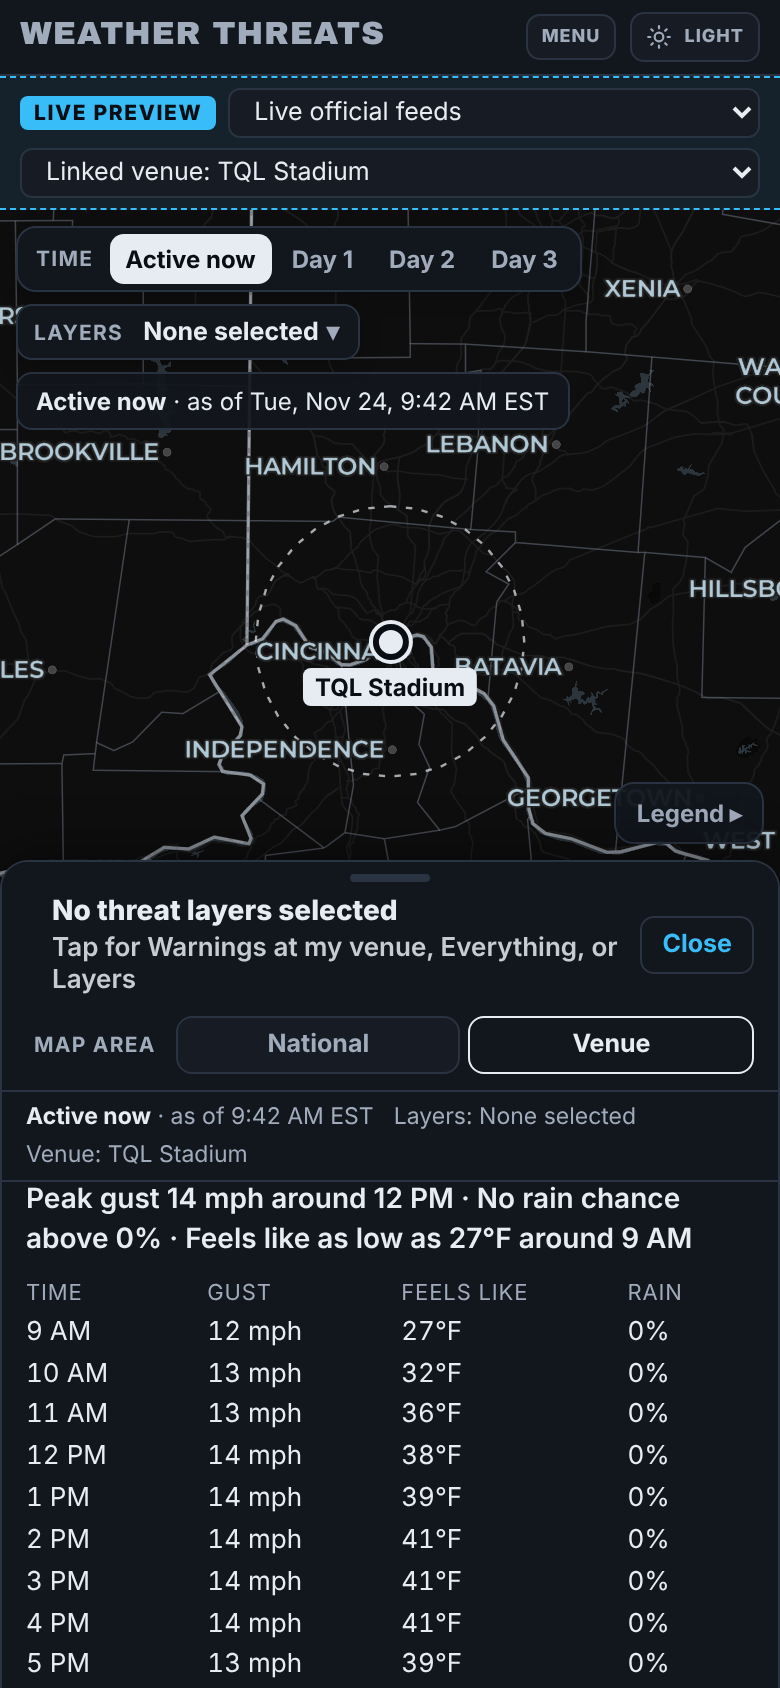 WEATHER THREATS
MENU
LIGHT
LIVE PREVIEW
Live official feeds
Linked venue: TQL Stadium
TIME
Active now
Day 1
Day 2
Day 3
XENIA
LAYERS
None selected ▾
Active now · as of Tue, Nov 24, 9:42 AM EST
BROOKVILLE
HAMILTON
LEBANON
BATAVIA
TQL Stadium
INDEPENDENCE
GEORGETOWN
Legend ▸
WEST
No threat layers selected
Tap for Warnings at my venue, Everything, or
Layers
Close
MAP AREA
National
Venue
Active now · as of 9:42 AM EST Layers: None selected
Venue: TQL Stadium
Peak gust 14 mph around 12 PM · No rain chance
above 0% · Feels like as low as 27°F around 9 AM
TIME GUST FEELS LIKE RAIN
9 AM 12 mph 27°F 0%
10 AM 13 mph 32°F 0%
11 AM 13 mph 36°F 0%
12 PM 14 mph 38°F 0%
1 PM 14 mph 39°F 0%
2 PM 14 mph 41°F 0%
3 PM 14 mph 41°F 0%
4 PM 14 mph 41°F 0%
5 PM 13 mph 39°F 0%